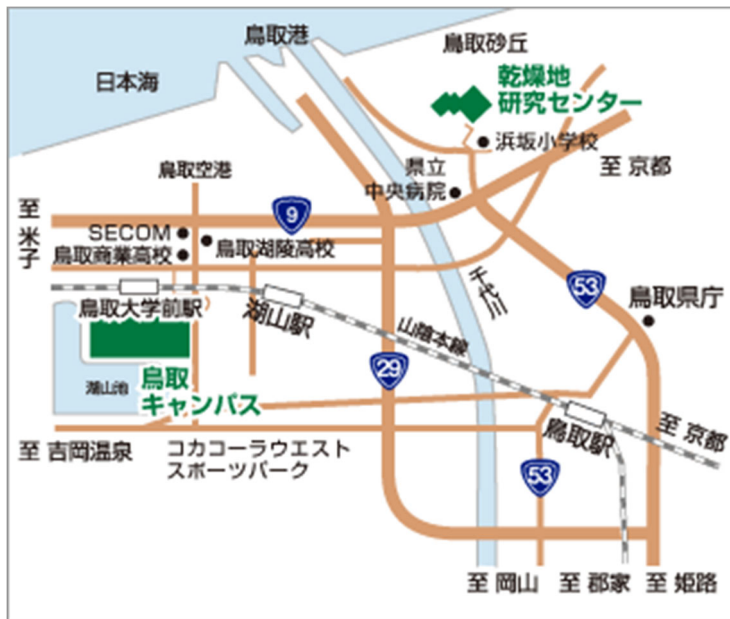 鳥取港
鳥取砂丘
日本海
乾燥地
研究センター
浜坂小学校
鳥取空港
県立
中央病院
至 京都
至 米子
9
SECOM
鳥取湖陵高校
鳥取商業高校
千代川
53
鳥取大学前駅
湖山駅
鳥取県庁
山陰本線
29
湖山池
鳥取
キャンパス
鳥取駅
至 京都
至 吉岡温泉
コカコーラウエスト
スポーツパーク
53
至 岡山
至 郡家
至 姫路